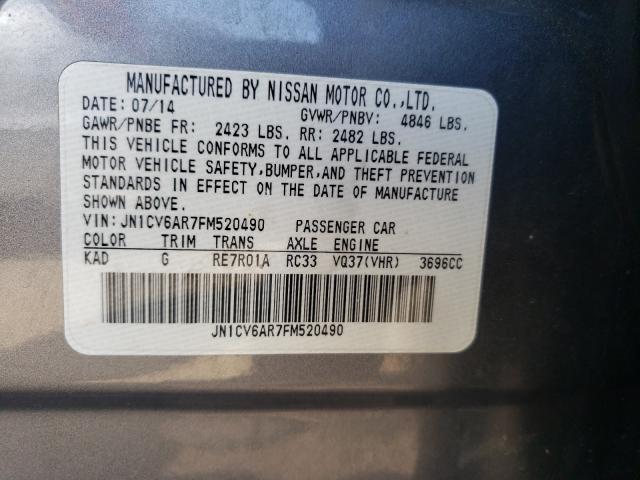 MANUFACTURED BY NISSAN MOTOR CO.,LTD.
DATE: 07/14 GVWR/PNBV: 4846 LBS.
GAWR/PNBE FR: 2423 LBS. RR: 2482 LBS.
THIS VEHICLE CONFORMS TO ALL APPLICABLE FEDERAL
MOTOR VEHICLE SAFETY,BUMPER,AND THEFT PREVENTION
STANDARDS IN EFFECT ON THE DATE OF MANUFACTURE
SHOWN ABOVE.
VIN: JN1CV6AR7FM520490 PASSENGER CAR
COLOR TRIM TRANS AXLE ENGINE
KAD G RE7R01A RC33 VQ37(VHR) 3696CC
JN1CV6AR7FM520490